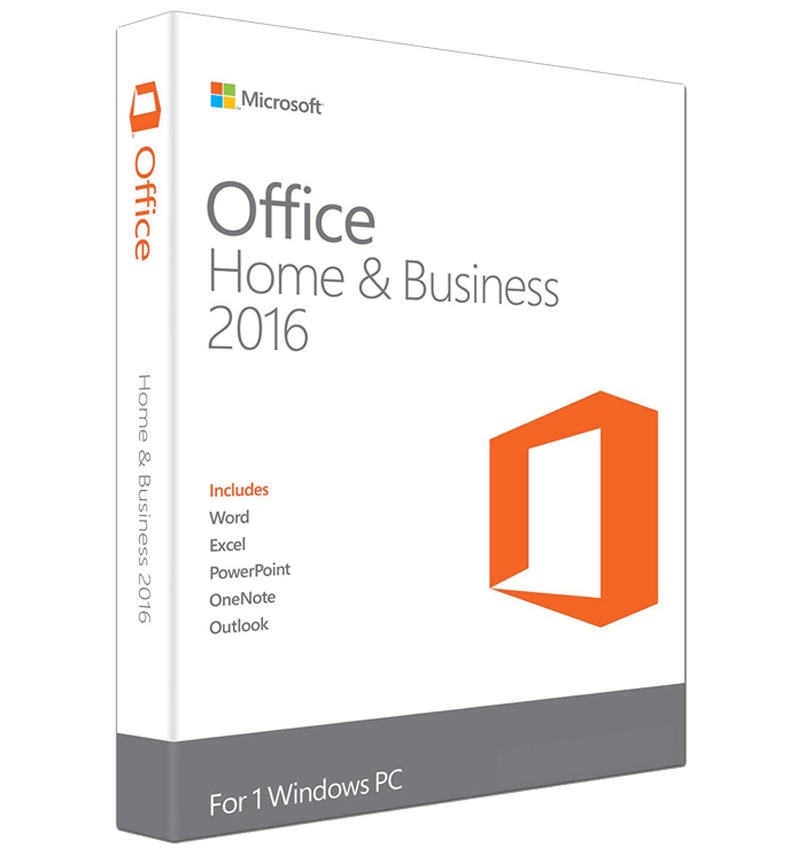 Office
Home & Business 2016
Microsoft
Office
Home & Business
2016
Includes
Word
Excel
PowerPoint
OneNote
Outlook
For 1 Windows PC